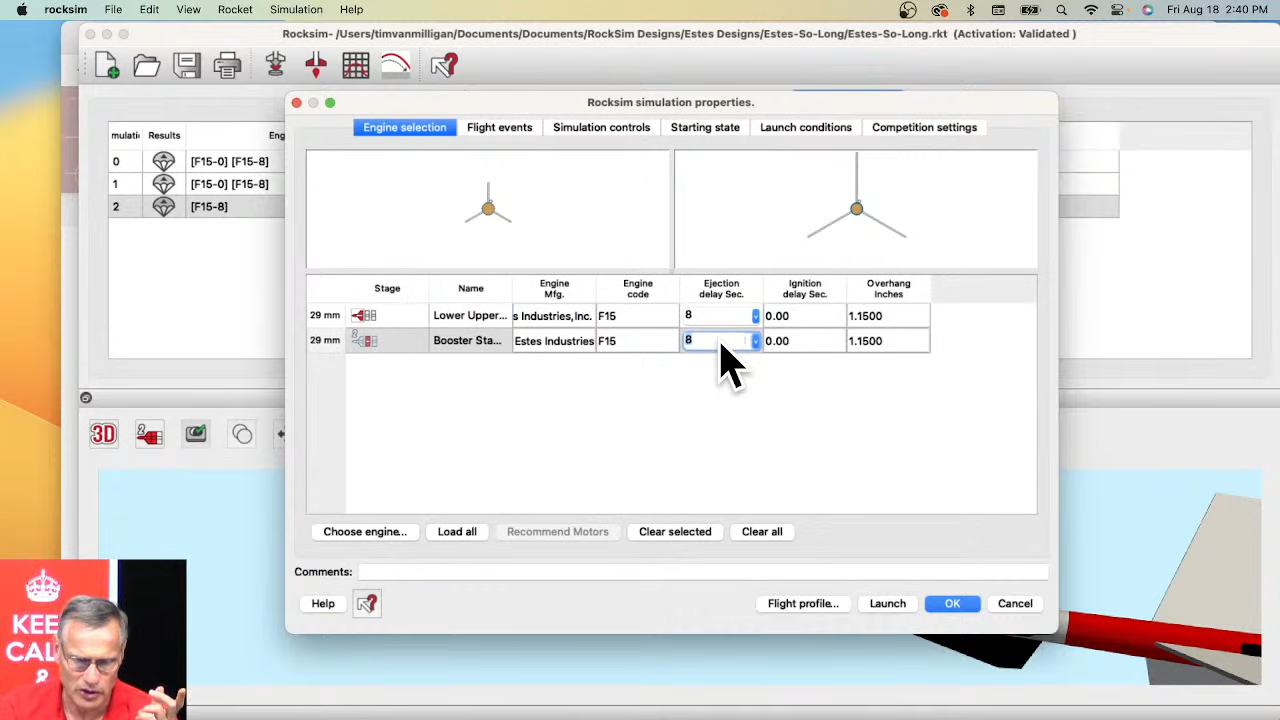 rocksim File Edit Rocket Simulation Help Fri Aug 18 2:40 PM
Rocksim- /Users/timvanmilligan/Documents/Documents/RockSim Designs/Estes Designs/Estes-So-Long/Estes-So-Long.rkt (Activation: Validated )
Rocksim simulation properties.
Engine selection Flight events Simulation controls Starting state Launch conditions Competition settings
mulati Results Eng
0 [F15-0] [F15-8]
1 [F15-0] [F15-8]
2 [F15-8]
Stage Name Engine Mfg. Engine code Ejection delay Sec. Ignition delay Sec. Overhang Inches
29 mm Lower Upper... s Industries,Inc. F15 8 0.00 1.1500
29 mm 2 Booster Sta... Estes Industries F15 8 0.00 1.1500
3D 2
Choose engine... Load all Recommend Motors Clear selected Clear all
Comments:
Help Flight profile... Launch OK Cancel
KEE
CAL
&